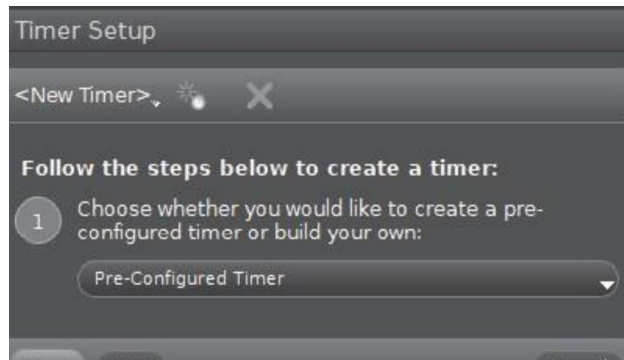 Timer Setup
<New Timer>
Follow the steps below to create a timer:
1
Choose whether you would like to create a pre-
configured timer or build your own:
Pre-Configured Timer